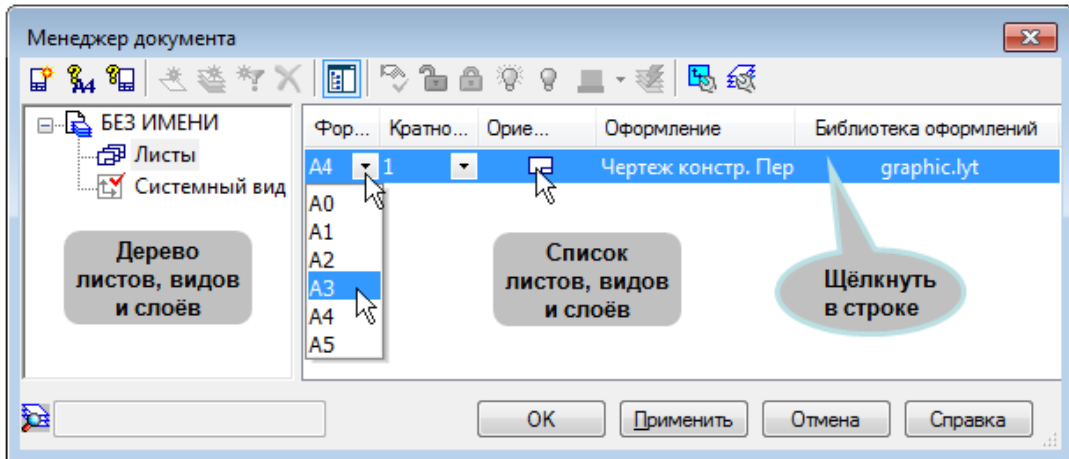 Менеджер документа
A4
БЕЗ ИМЕНИ
Листы
Системный вид
Дерево
листов, видов
и слоёв
Фор... Кратно... Орие... Оформление Библиотека оформлений
A4 1 Чертеж констр. Пер graphic.lyt
A0
A1
A2
A3
A4
A5
Список
листов, видов
и слоёв
Щёлкнуть
в строке
OK Применить Отмена Справка